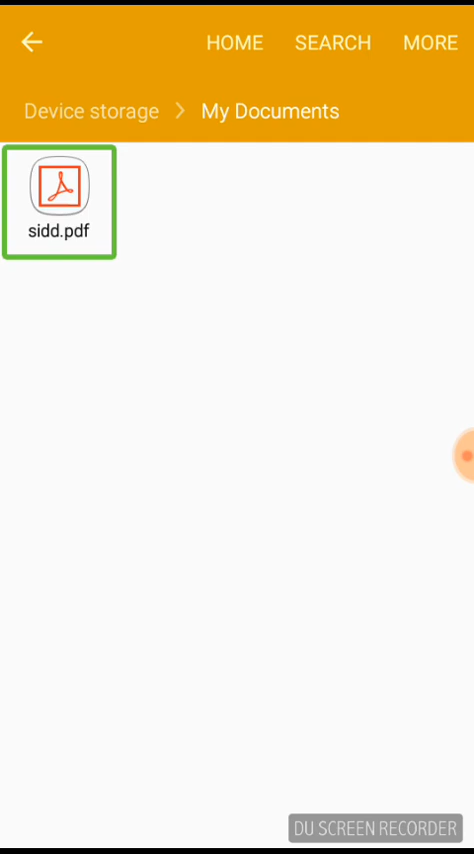 HOME SEARCH MORE
Device storage > My Documents
sidd.pdf
DU SCREEN RECORDER